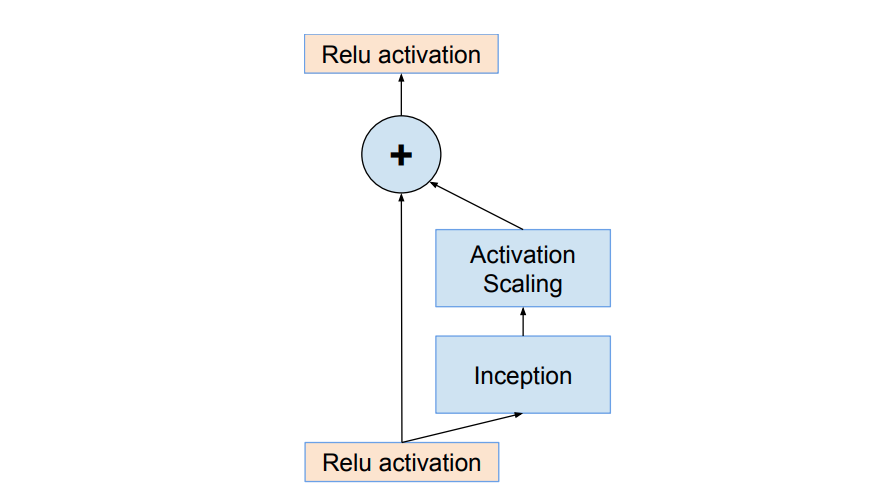 Relu activation
+
Activation
Scaling
Inception
Relu activation